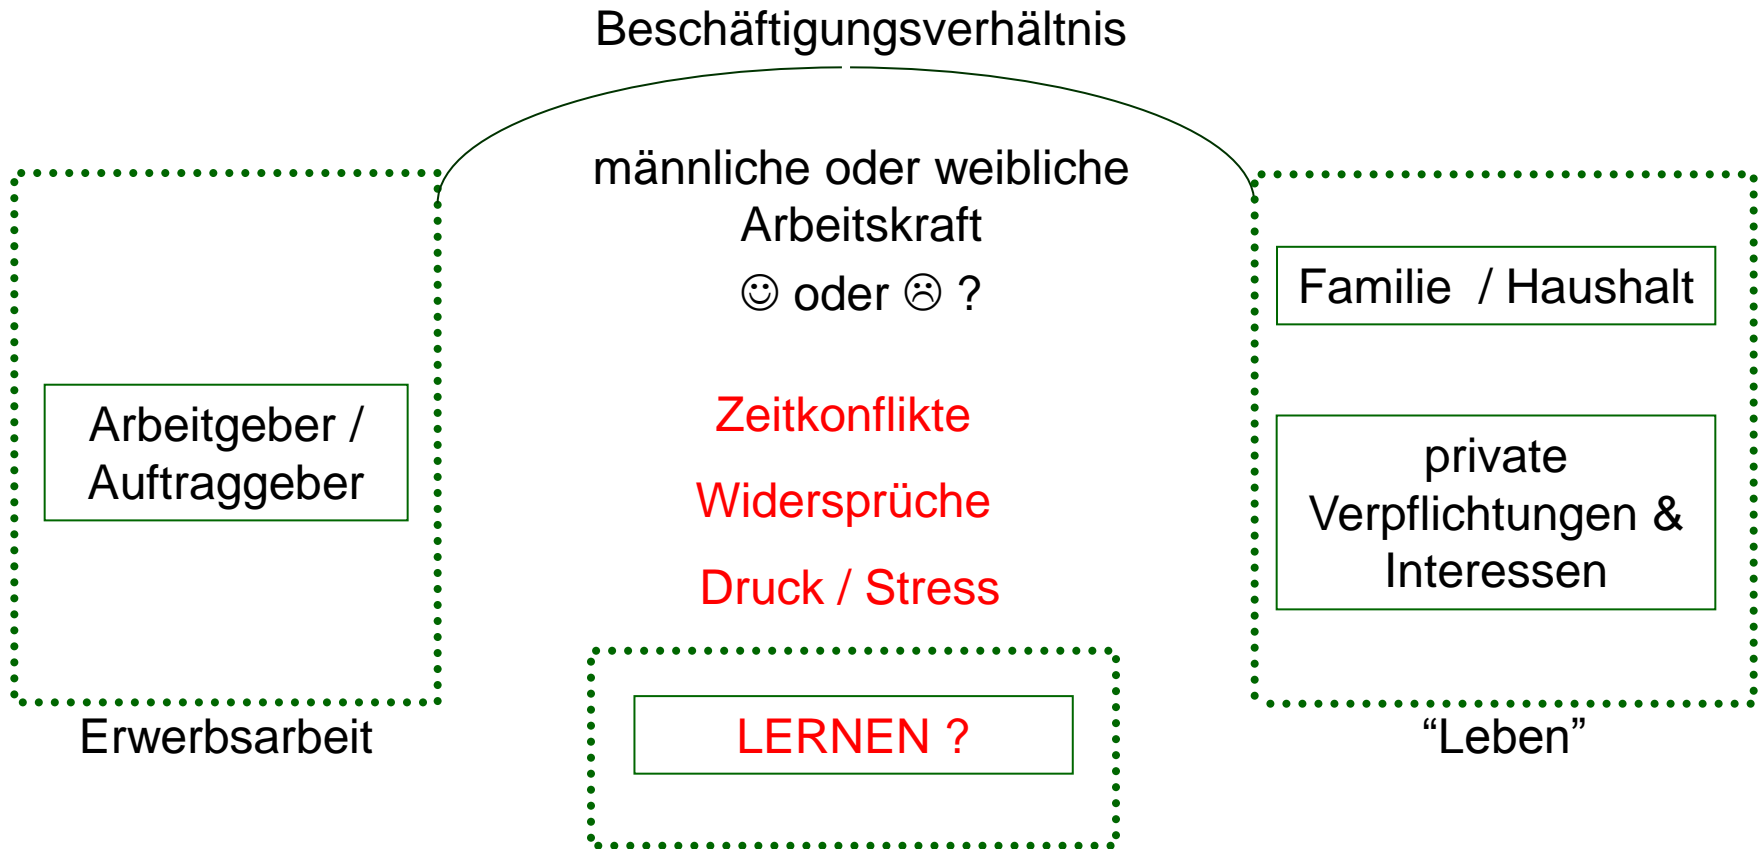 Beschäftigungsverhältnis
männliche oder weibliche
Arbeitskraft
☺ oder ☹ ?
Familie / Haushalt
Arbeitgeber /
Auftraggeber
Zeitkonflikte
Widersprüche
Druck / Stress
private
Verpflichtungen &
Interessen
Erwerbsarbeit
LERNEN ?
“Leben”